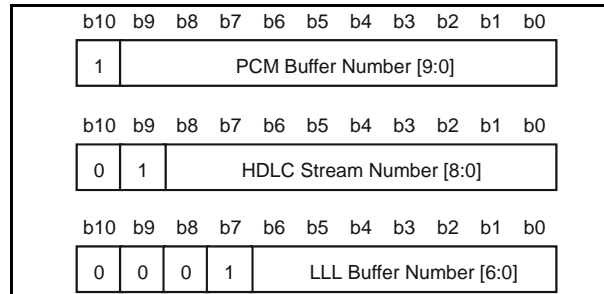 b10 b9 b8 b7 b6 b5 b4 b3 b2 b1 b0
1 PCM Buffer Number [9:0]
b10 b9 b8 b7 b6 b5 b4 b3 b2 b1 b0
0 1 HDLC Stream Number [8:0]
b10 b9 b8 b7 b6 b5 b4 b3 b2 b1 b0
0 0 0 1 LLL Buffer Number [6:0]